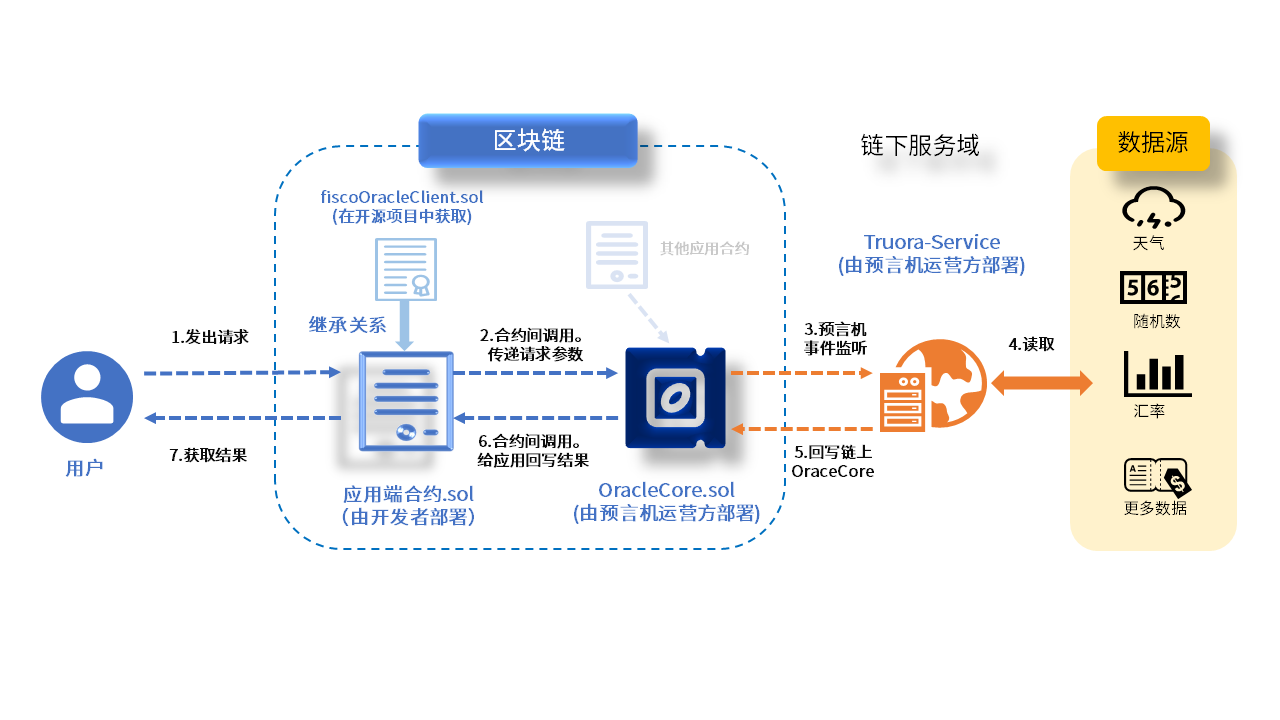 区块链
链下服务域
数据源
fiscoOracleClient.sol
(在开源项目中获取)
其他应用合约
Truora-Service
(由预言机运营方部署)
天气
5 6 5
随机数
继承关系
1.发出请求
2.合约间调用。
传递请求参数
3.预言机
事件监听
4.读取
汇率
用户
7.获取结果
6.合约间调用。
给应用回写结果
5.回写链上
OraceCore
应用端合约.sol
（由开发者部署）
OracleCore.sol
(由预言机运营方部署)
A
更多数据